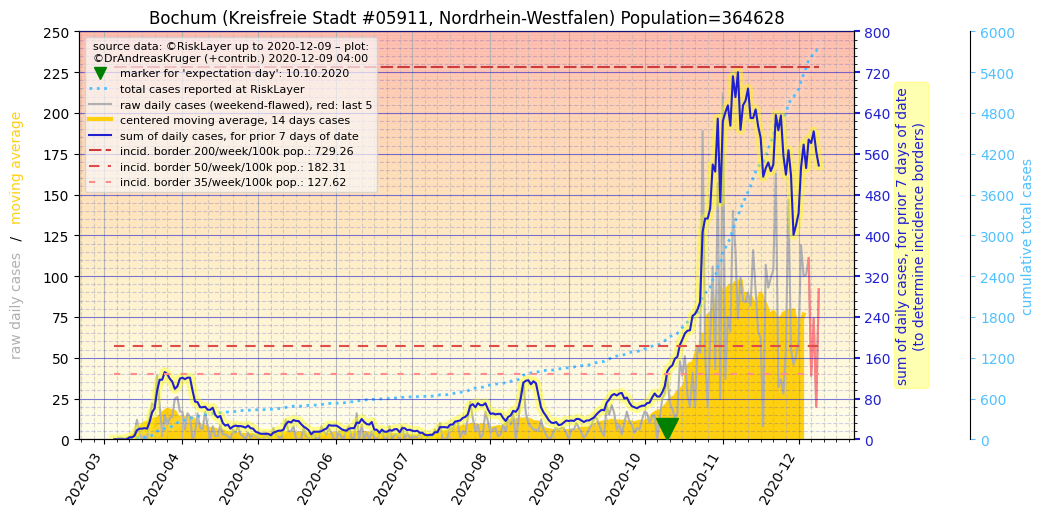 Bochum (Kreisfreie Stadt #05911, Nordrhein-Westfalen) Population=364628
source data: ©RiskLayer up to 2020-12-09 – plot:
©DrAndreasKruger (+contrib.) 2020-12-09 04:00
marker for 'expectation day': 10.10.2020
total cases reported at RiskLayer
raw daily cases (weekend-flawed), red: last 5
centered moving average, 14 days cases
sum of daily cases, for prior 7 days of date
incid. border 200/week/100k pop.: 729.26
incid. border 50/week/100k pop.: 182.31
incid. border 35/week/100k pop.: 127.62
raw daily cases / moving average
250
225
200
175
150
125
100
75
50
25
0
2020-03
2020-04
2020-05
2020-06
2020-07
2020-08
2020-09
2020-10
2020-11
2020-12
800
720
640
560
480
400
320
240
160
80
0
sum of daily cases, for prior 7 days of date
(to determine incidence borders)
6000
5400
4800
4200
3600
3000
2400
1800
1200
600
0
cumulative total cases